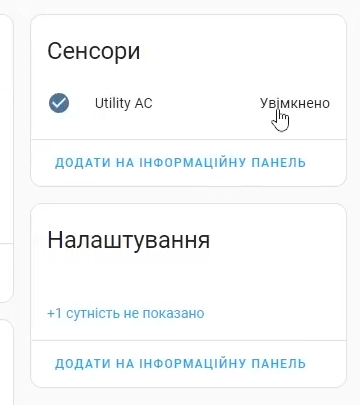 Сенсори
Utility AC Увімкнено
ДОДАТИ НА ІНФОРМАЦІЙНУ ПАНЕЛЬ
Налаштування
+1 сутність не показано
ДОДАТИ НА ІНФОРМАЦІЙНУ ПАНЕЛЬ